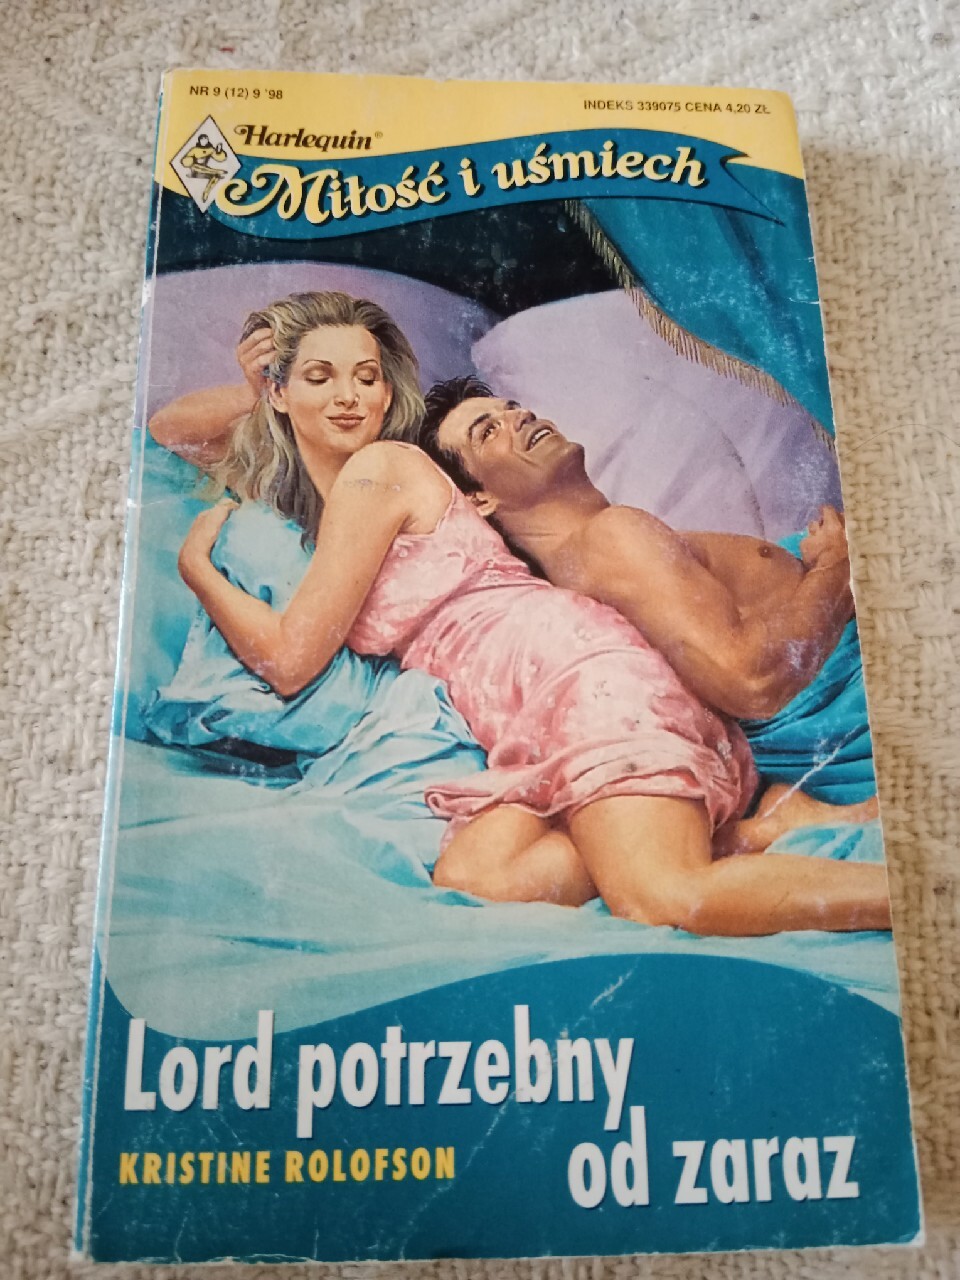 NR 9 (12) 9 '98
INDEKS 339075 CENA 4,20 ZŁ
Harlequin®
Miłość i uśmiech
Lord potrzebny
od zaraz
KRISTINE ROLOFSON